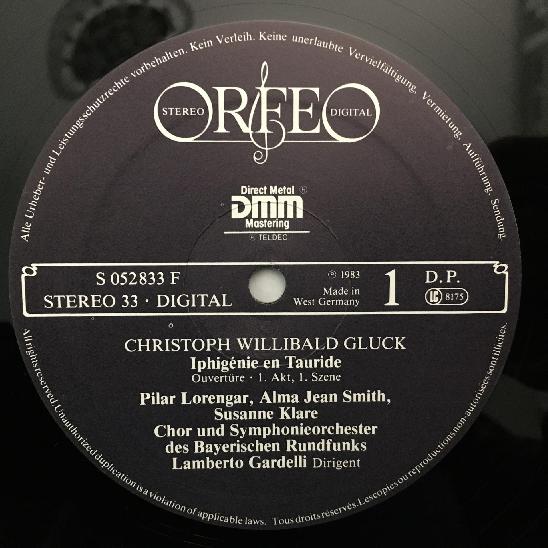 Alle Urheber- und Leistungsschutzrechte vorbehalten. Kein Verleih. Keine unerlaubte Vervielfältigung, Vermietung, Aufführung, Sendung.
ORFEO
STEREO DIGITAL
Direct Metal
DMM
Mastering
TELDEC
S 052833 F
STEREO 33 · DIGITAL
℗ 1983
Made in
West Germany
1
D.P.
LC 8175
CHRISTOPH WILLIBALD GLUCK
Iphigénie en Tauride
Ouvertüre · 1. Akt, 1. Szene
Pilar Lorengar, Alma Jean Smith,
Susanne Klare
Chor und Symphonieorchester
des Bayerischen Rundfunks
Lamberto Gardelli Dirigent
All rights reserved Unauthorized duplication is a violation of applicable laws. Tous droits réservés. Les copies ou reproductions non-autorisées sont illicites.